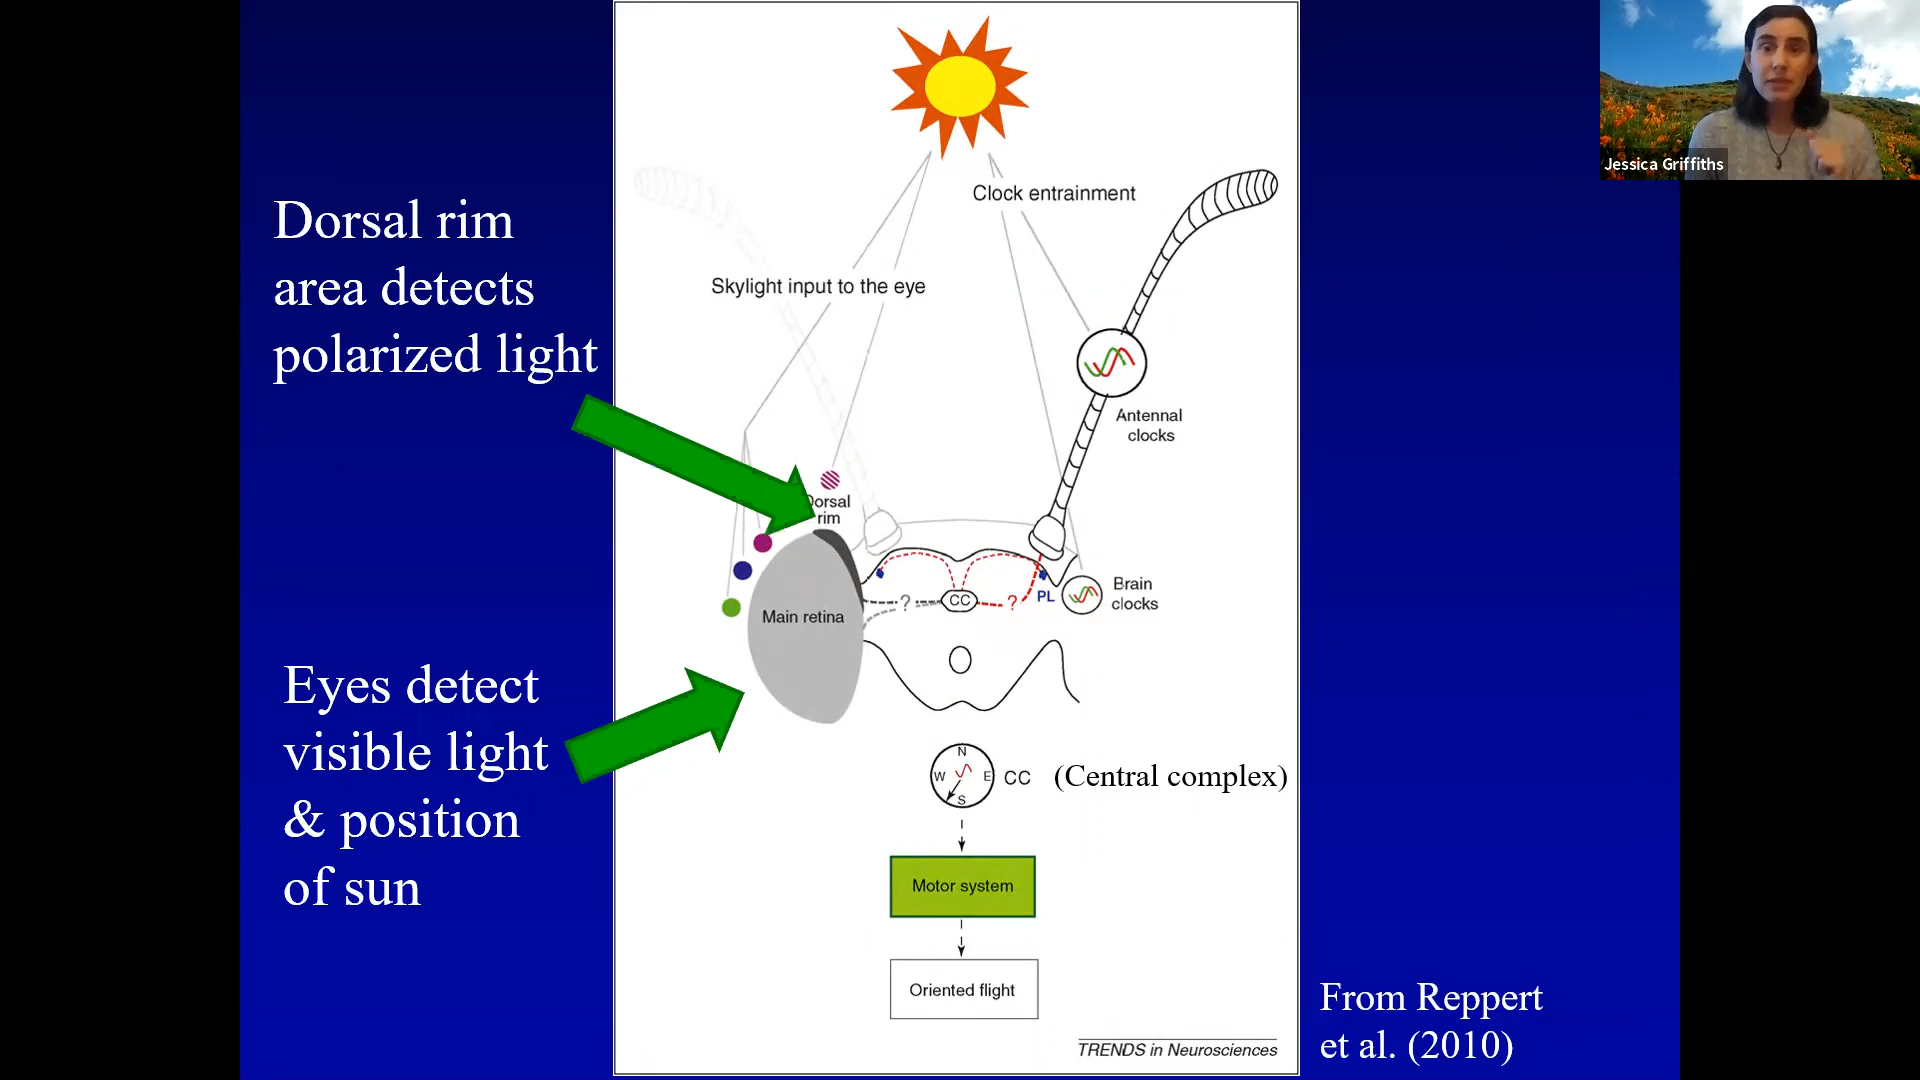 Jessica Griffiths
Clock entrainment
Dorsal rim
area detects
polarized light
Skylight input to the eye
Antennal
clocks
Dorsal
rim
Main retina
?
CC
?
PL
Brain
clocks
Eyes detect
visible light
& position
of sun
N
W
E
S
CC
(Central complex)
Motor system
Oriented flight
TRENDS in Neurosciences
From Reppert
et al. (2010)